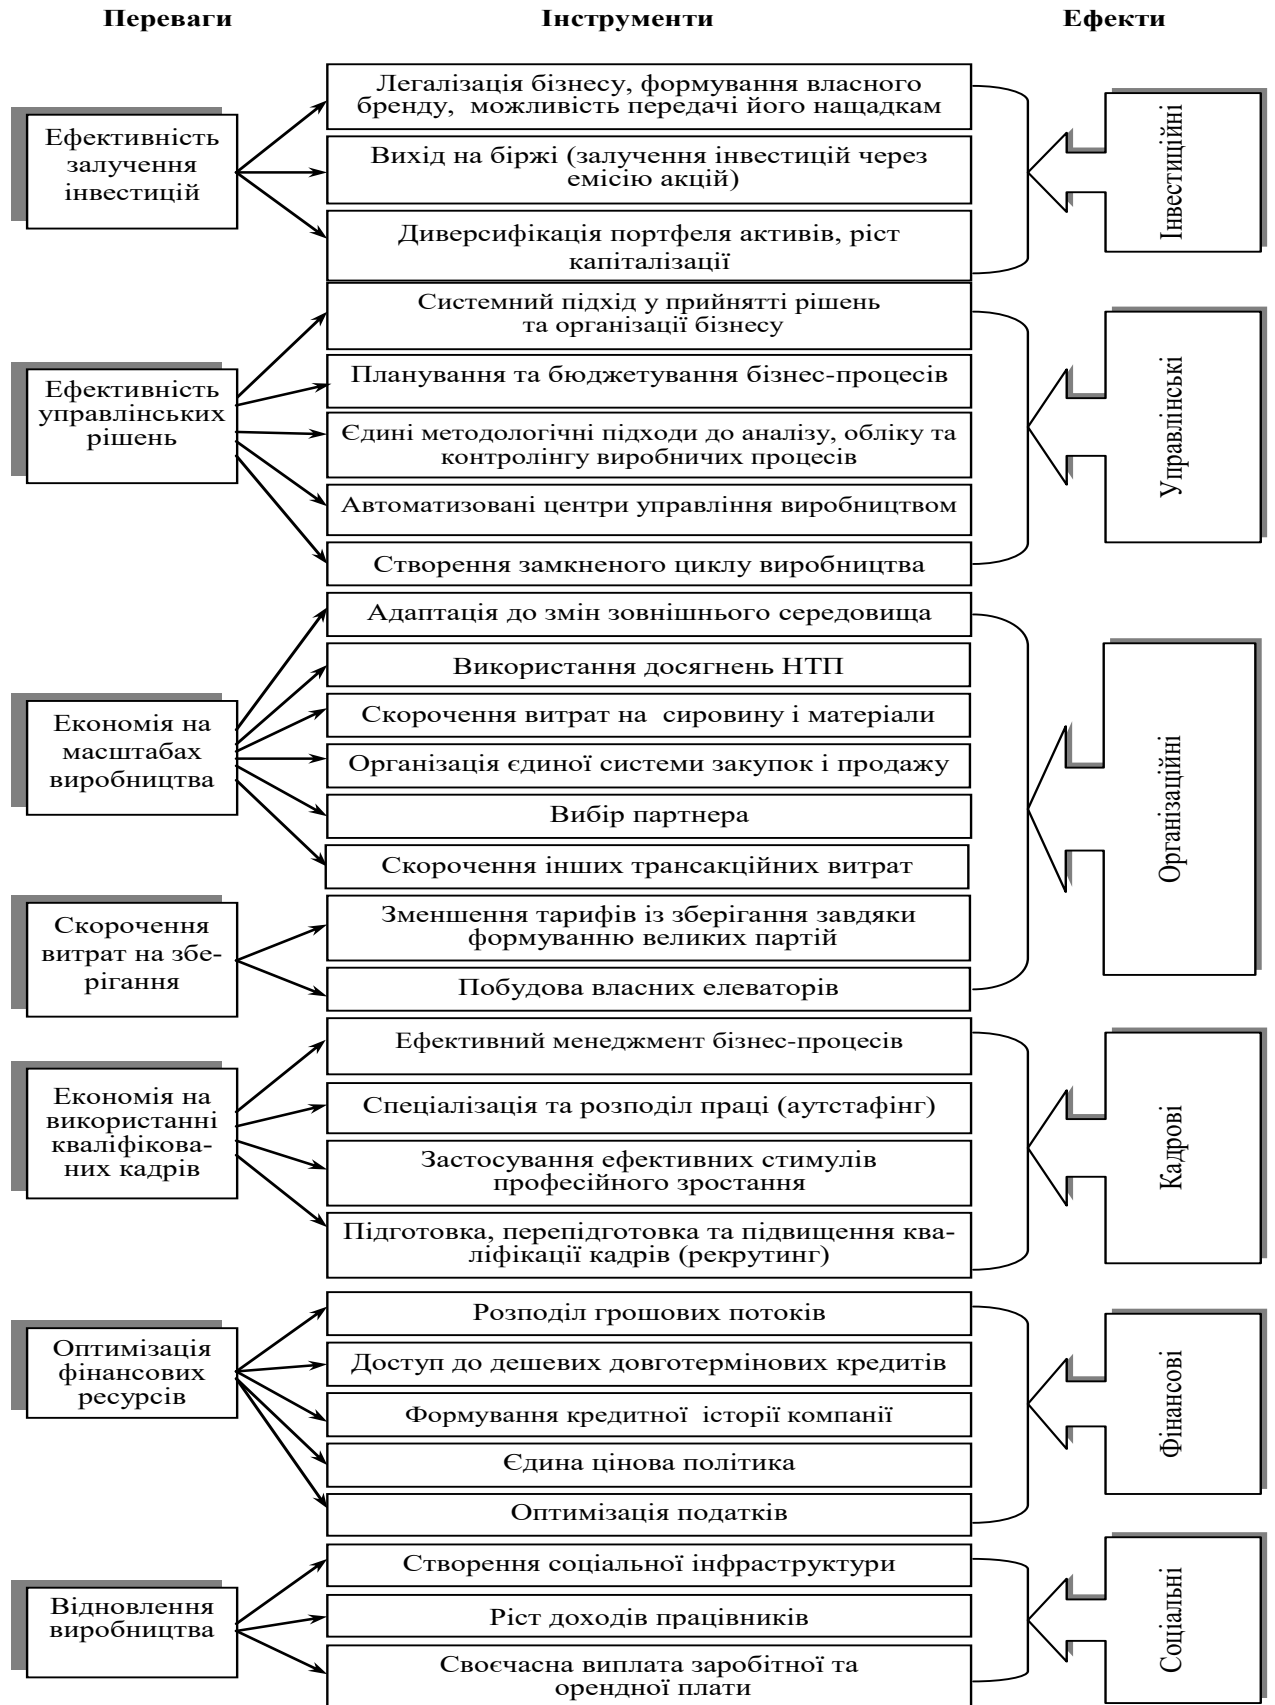 Переваги
Інструменти
Ефекти
Ефективність
залучення
інвестицій
Легалізація бізнесу, формування власного
бренду, можливість передачі його нащадкам
Вихід на біржі (залучення інвестицій через
емісію акцій)
Диверсифікація портфеля активів, ріст
капіталізації
Інвестиційні
Ефективність
управлінських
рішень
Системний підхід у прийнятті рішень
та організації бізнесу
Планування та бюджетування бізнес-процесів
Єдині методологічні підходи до аналізу, обліку та
контролінгу виробничих процесів
Автоматизовані центри управління виробництвом
Створення замкненого циклу виробництва
Управлінські
Економія на
масштабах
виробництва
Адаптація до змін зовнішнього середовища
Використання досягнень НТП
Скорочення витрат на сировину і матеріали
Організація єдиної системи закупок і продажу
Вибір партнера
Скорочення інших трансакційних витрат
Організаційні
Скорочення
витрат на збе-
рігання
Зменшення тарифів із зберігання завдяки
формуванню великих партій
Побудова власних елеваторів
Економія на
використанні
кваліфікова-
них кадрів
Ефективний менеджмент бізнес-процесів
Спеціалізація та розподіл праці (аутстафінг)
Застосування ефективних стимулів
професійного зростання
Підготовка, перепідготовка та підвищення ква-
ліфікації кадрів (рекрутинг)
Кадрові
Оптимізація
фінансових
ресурсів
Розподіл грошових потоків
Доступ до дешевих довготермінових кредитів
Формування кредитної історії компанії
Єдина цінова політика
Оптимізація податків
Фінансові
Відновлення
виробництва
Створення соціальної інфраструктури
Ріст доходів працівників
Своєчасна виплата заробітної та
орендної плати
Соціальні